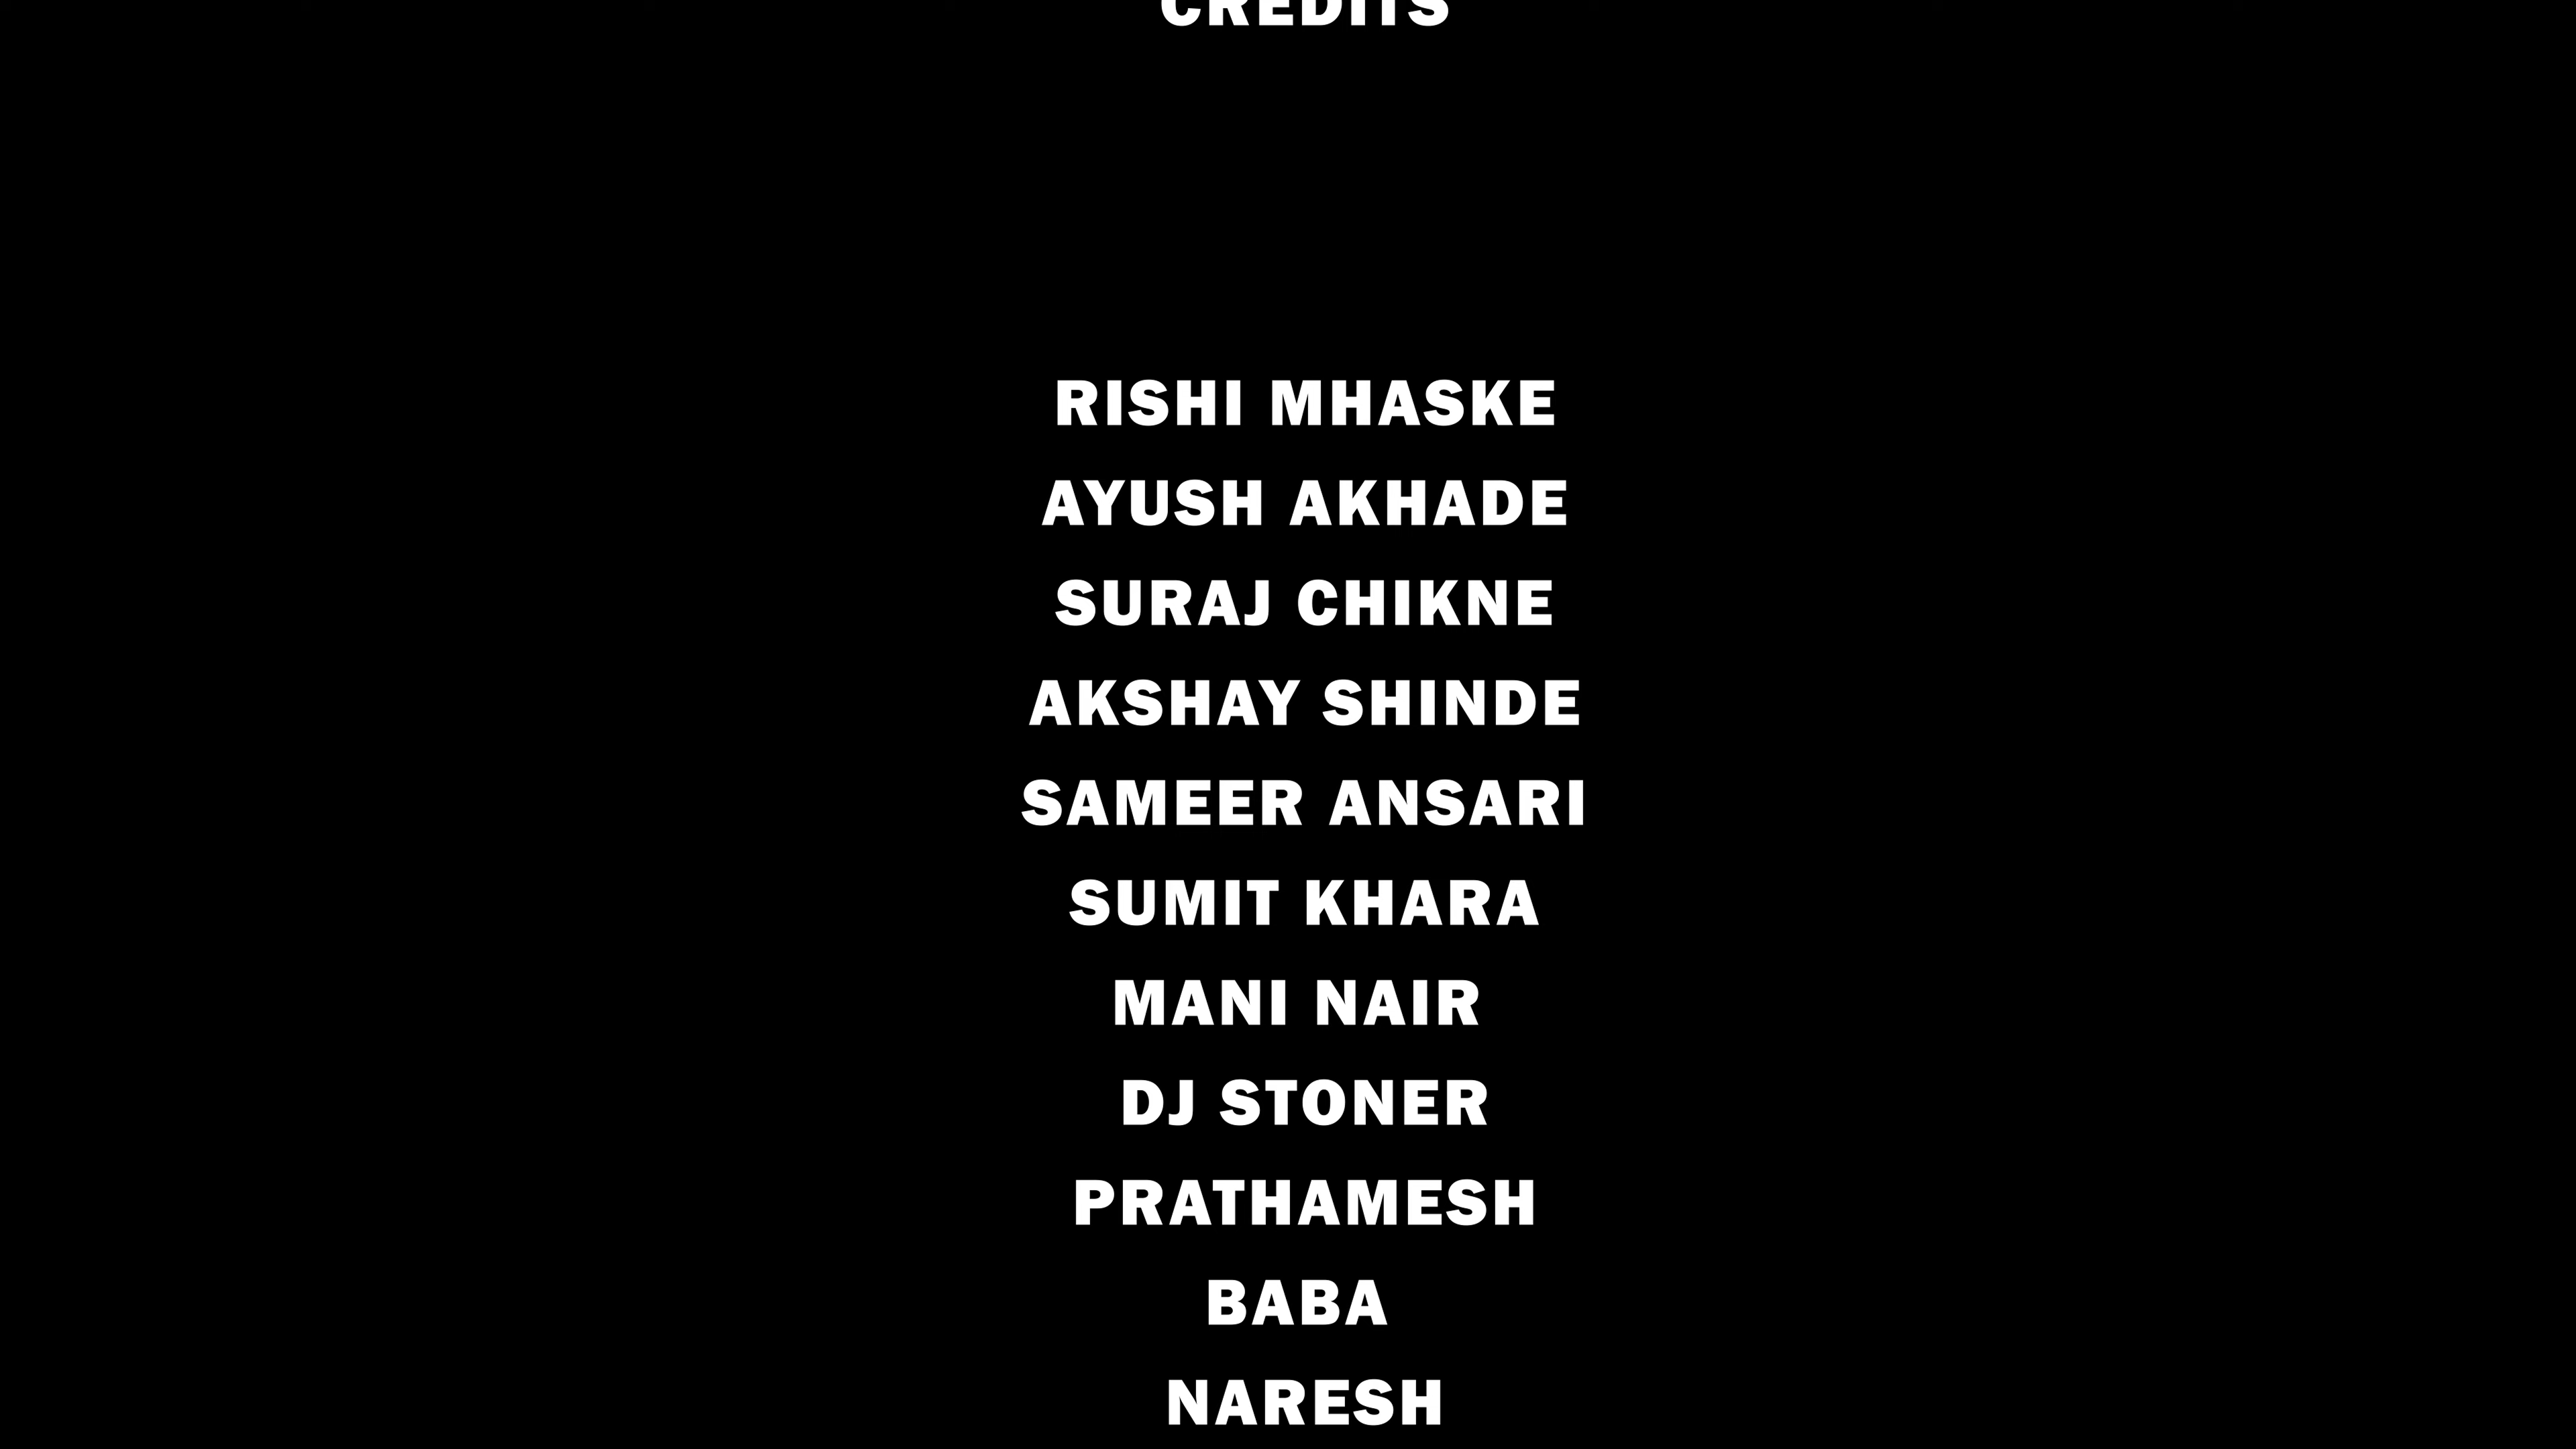 CREDITS
RISHI MHASKE
AYUSH AKHADE
SURAJ CHIKNE
AKSHAY SHINDE
SAMEER ANSARI
SUMIT KHARA
MANI NAIR
DJ STONER
PRATHAMESH
BABA
NARESH